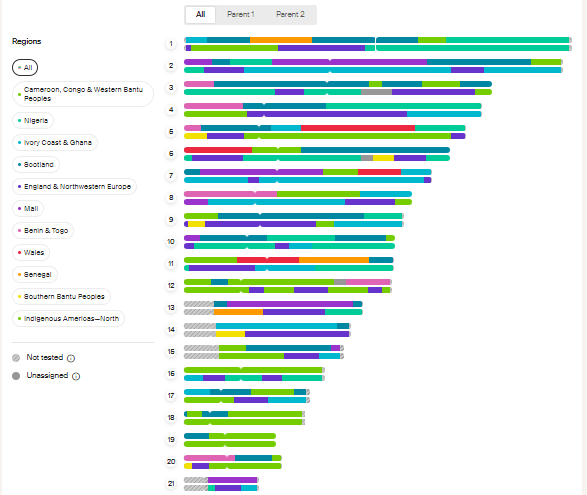 All Parent 1 Parent 2
Regions
All
Cameroon, Congo & Western Bantu
Peoples
Nigeria
Ivory Coast & Ghana
Scotland
England & Northwestern Europe
Mali
Benin & Togo
Wales
Senegal
Southern Bantu Peoples
Indigenous Americas—North
Not tested
Unassigned
1
2
3
4
5
6
7
8
9
10
11
12
13
14
15
16
17
18
19
20
21